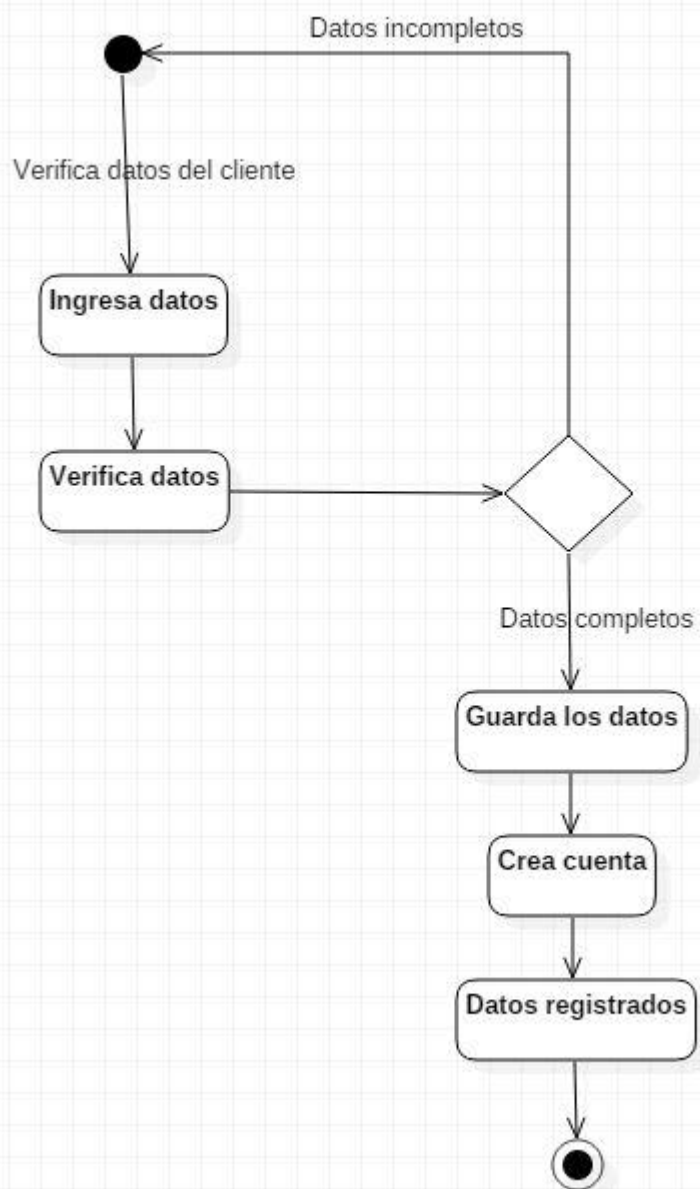 Datos incompletos
Verifica datos del cliente
Ingresa datos
Verifica datos
Datos completos
Guarda los datos
Crea cuenta
Datos registrados